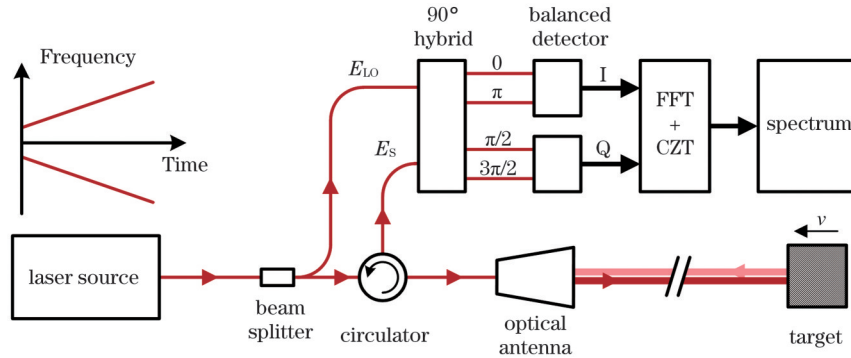 Frequency
Time
laser source
beam
splitter
circulator
E_LO
E_S
90°
hybrid
0
π
π/2
3π/2
balanced
detector
I
Q
FFT
+
CZT
spectrum
optical
antenna
v
target